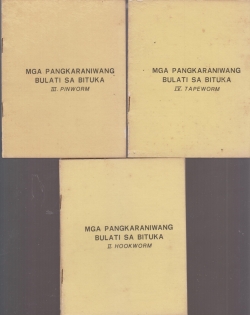 MGA PANGKARANIWANG
BULATI SA BITUKA
III. PINWORM
MGA PANGKARANIWANG
BULATI SA BITUKA
IV. TAPEWORM
MGA PANGKARANIWANG
BULATI SA BITUKA
II. HOOKWORM